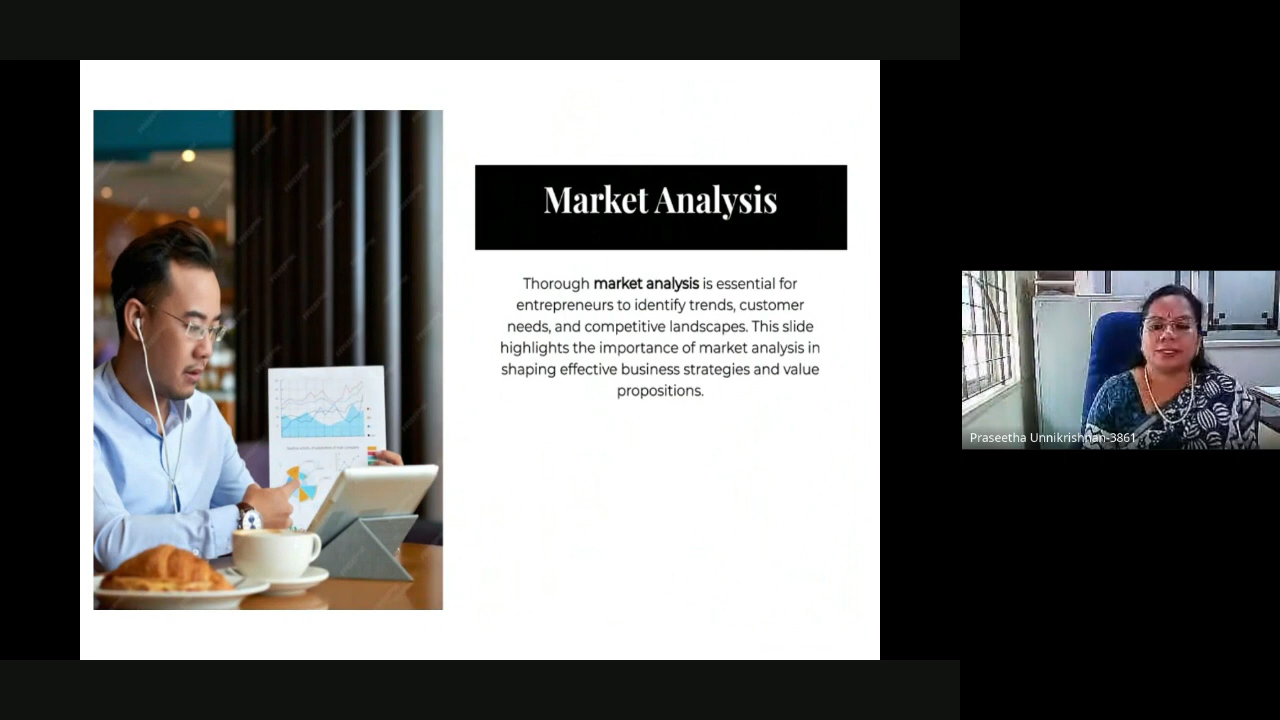 Market Analysis
Thorough market analysis is essential for
entrepreneurs to identify trends, customer
needs, and competitive landscapes. This slide
highlights the importance of market analysis in
shaping effective business strategies and value
propositions.
Praseetha Unnikrishnan-3861